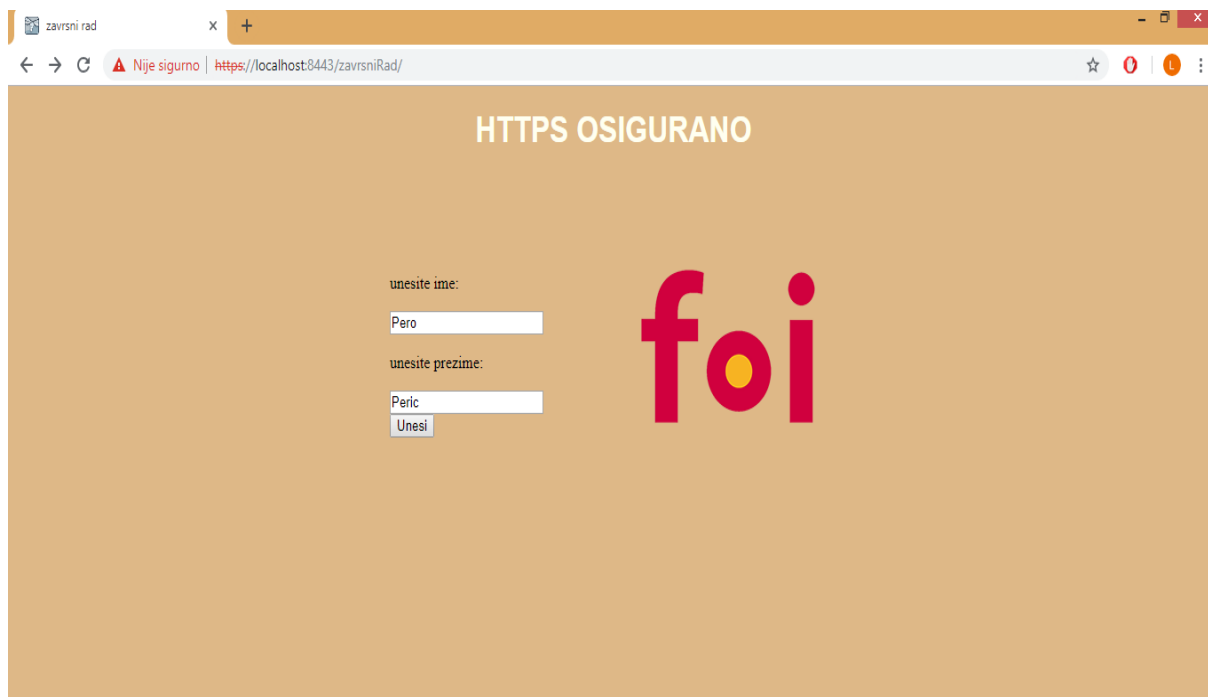 zavrsni rad
Nije sigurno | https://localhost:8443/zavrsniRad/
L
HTTPS OSIGURANO
unesite ime:
Pero
unesite prezime:
Peric
Unesi
foi